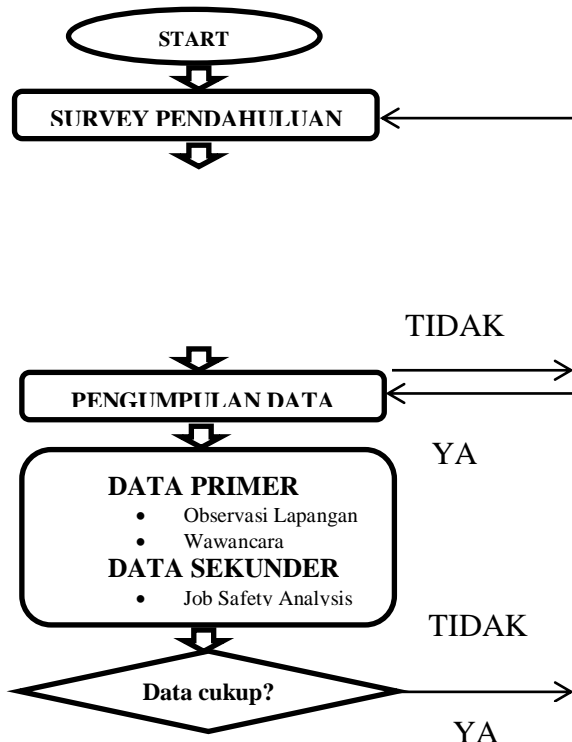 START
SURVEY PENDAHULUAN
TIDAK
PENGUMPULAN DATA
YA
DATA PRIMER
• Observasi Lapangan
• Wawancara
DATA SEKUNDER
• Job Safety Analysis
TIDAK
Data cukup?
YA